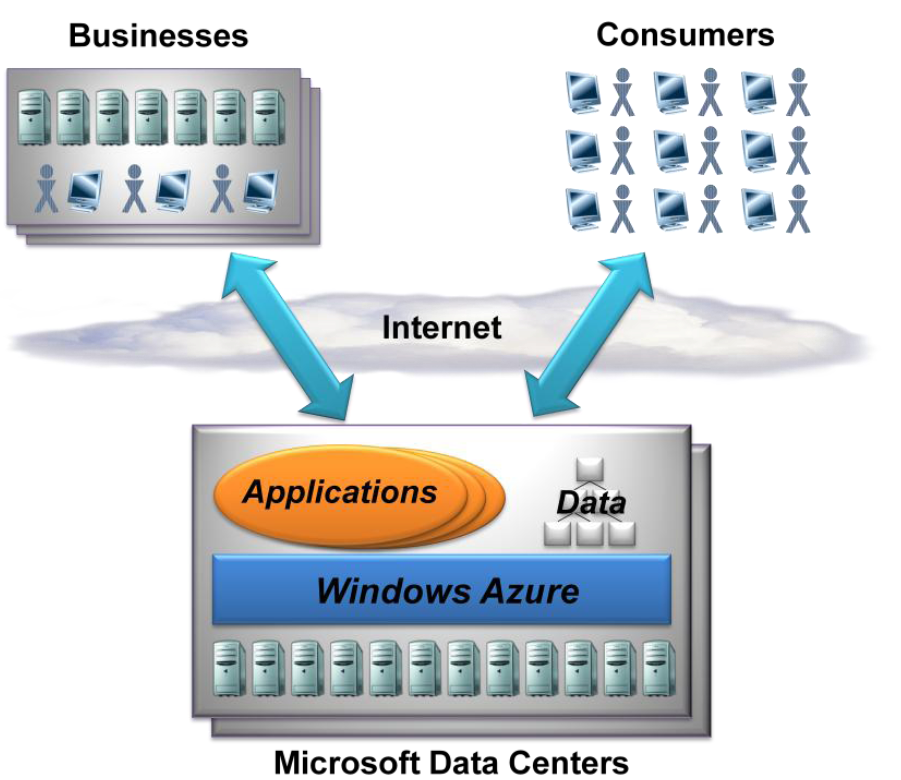 Businesses
Consumers
Internet
Applications
Data
Windows Azure
Microsoft Data Centers